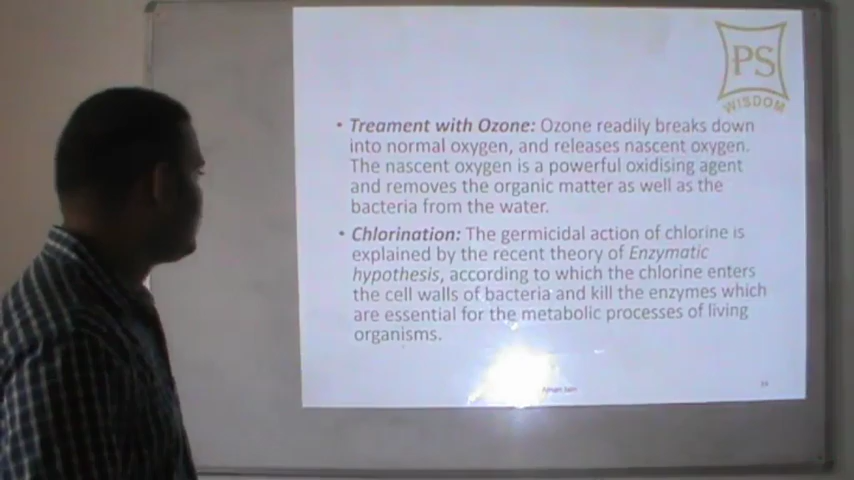 PS
WISDOM
• Treament with Ozone: Ozone readily breaks down
into normal oxygen, and releases nascent oxygen.
The nascent oxygen is a powerful oxidising agent
and removes the organic matter as well as the
bacteria from the water.
• Chlorination: The germicidal action of chlorine is
explained by the recent theory of Enzymatic
hypothesis, according to which the chlorine enters
the cell walls of bacteria and kill the enzymes which
are essential for the metabolic processes of living
organisms.